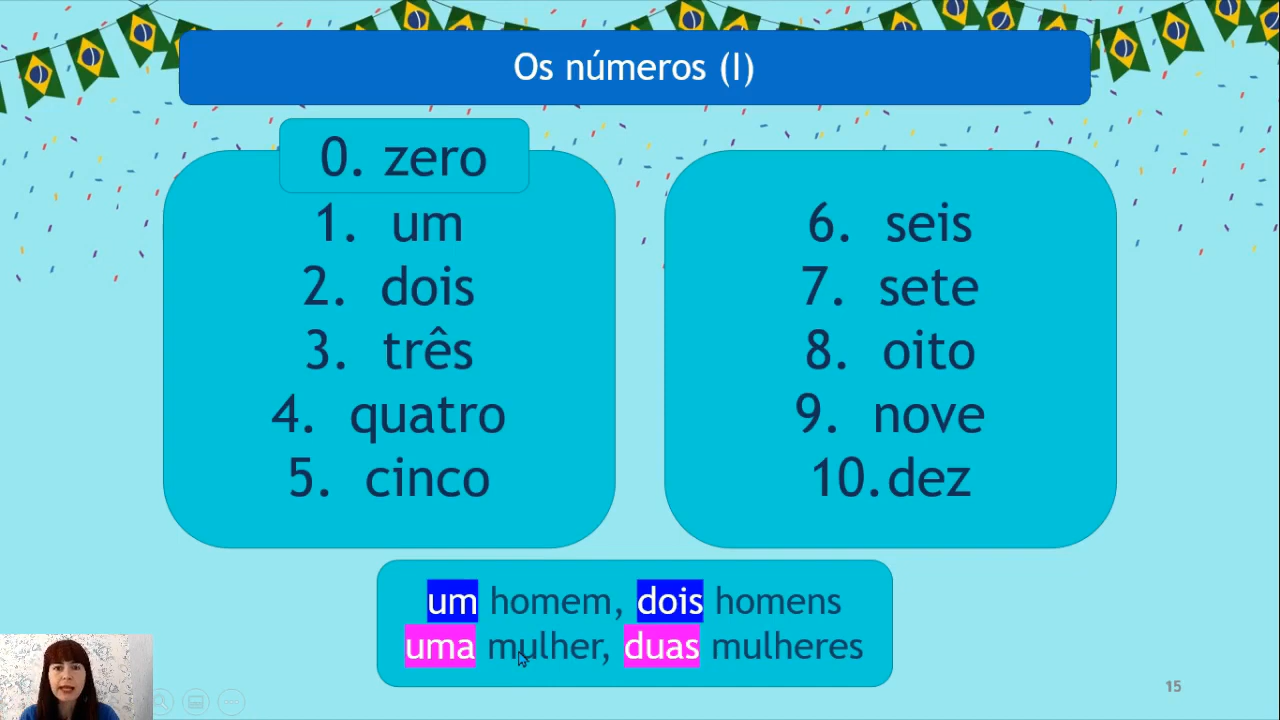 Os números (I)
0. zero
1. um
2. dois
3. três
4. quatro
5. cinco
6. seis
7. sete
8. oito
9. nove
10. dez
um homem, dois homens
uma mulher, duas mulheres
15